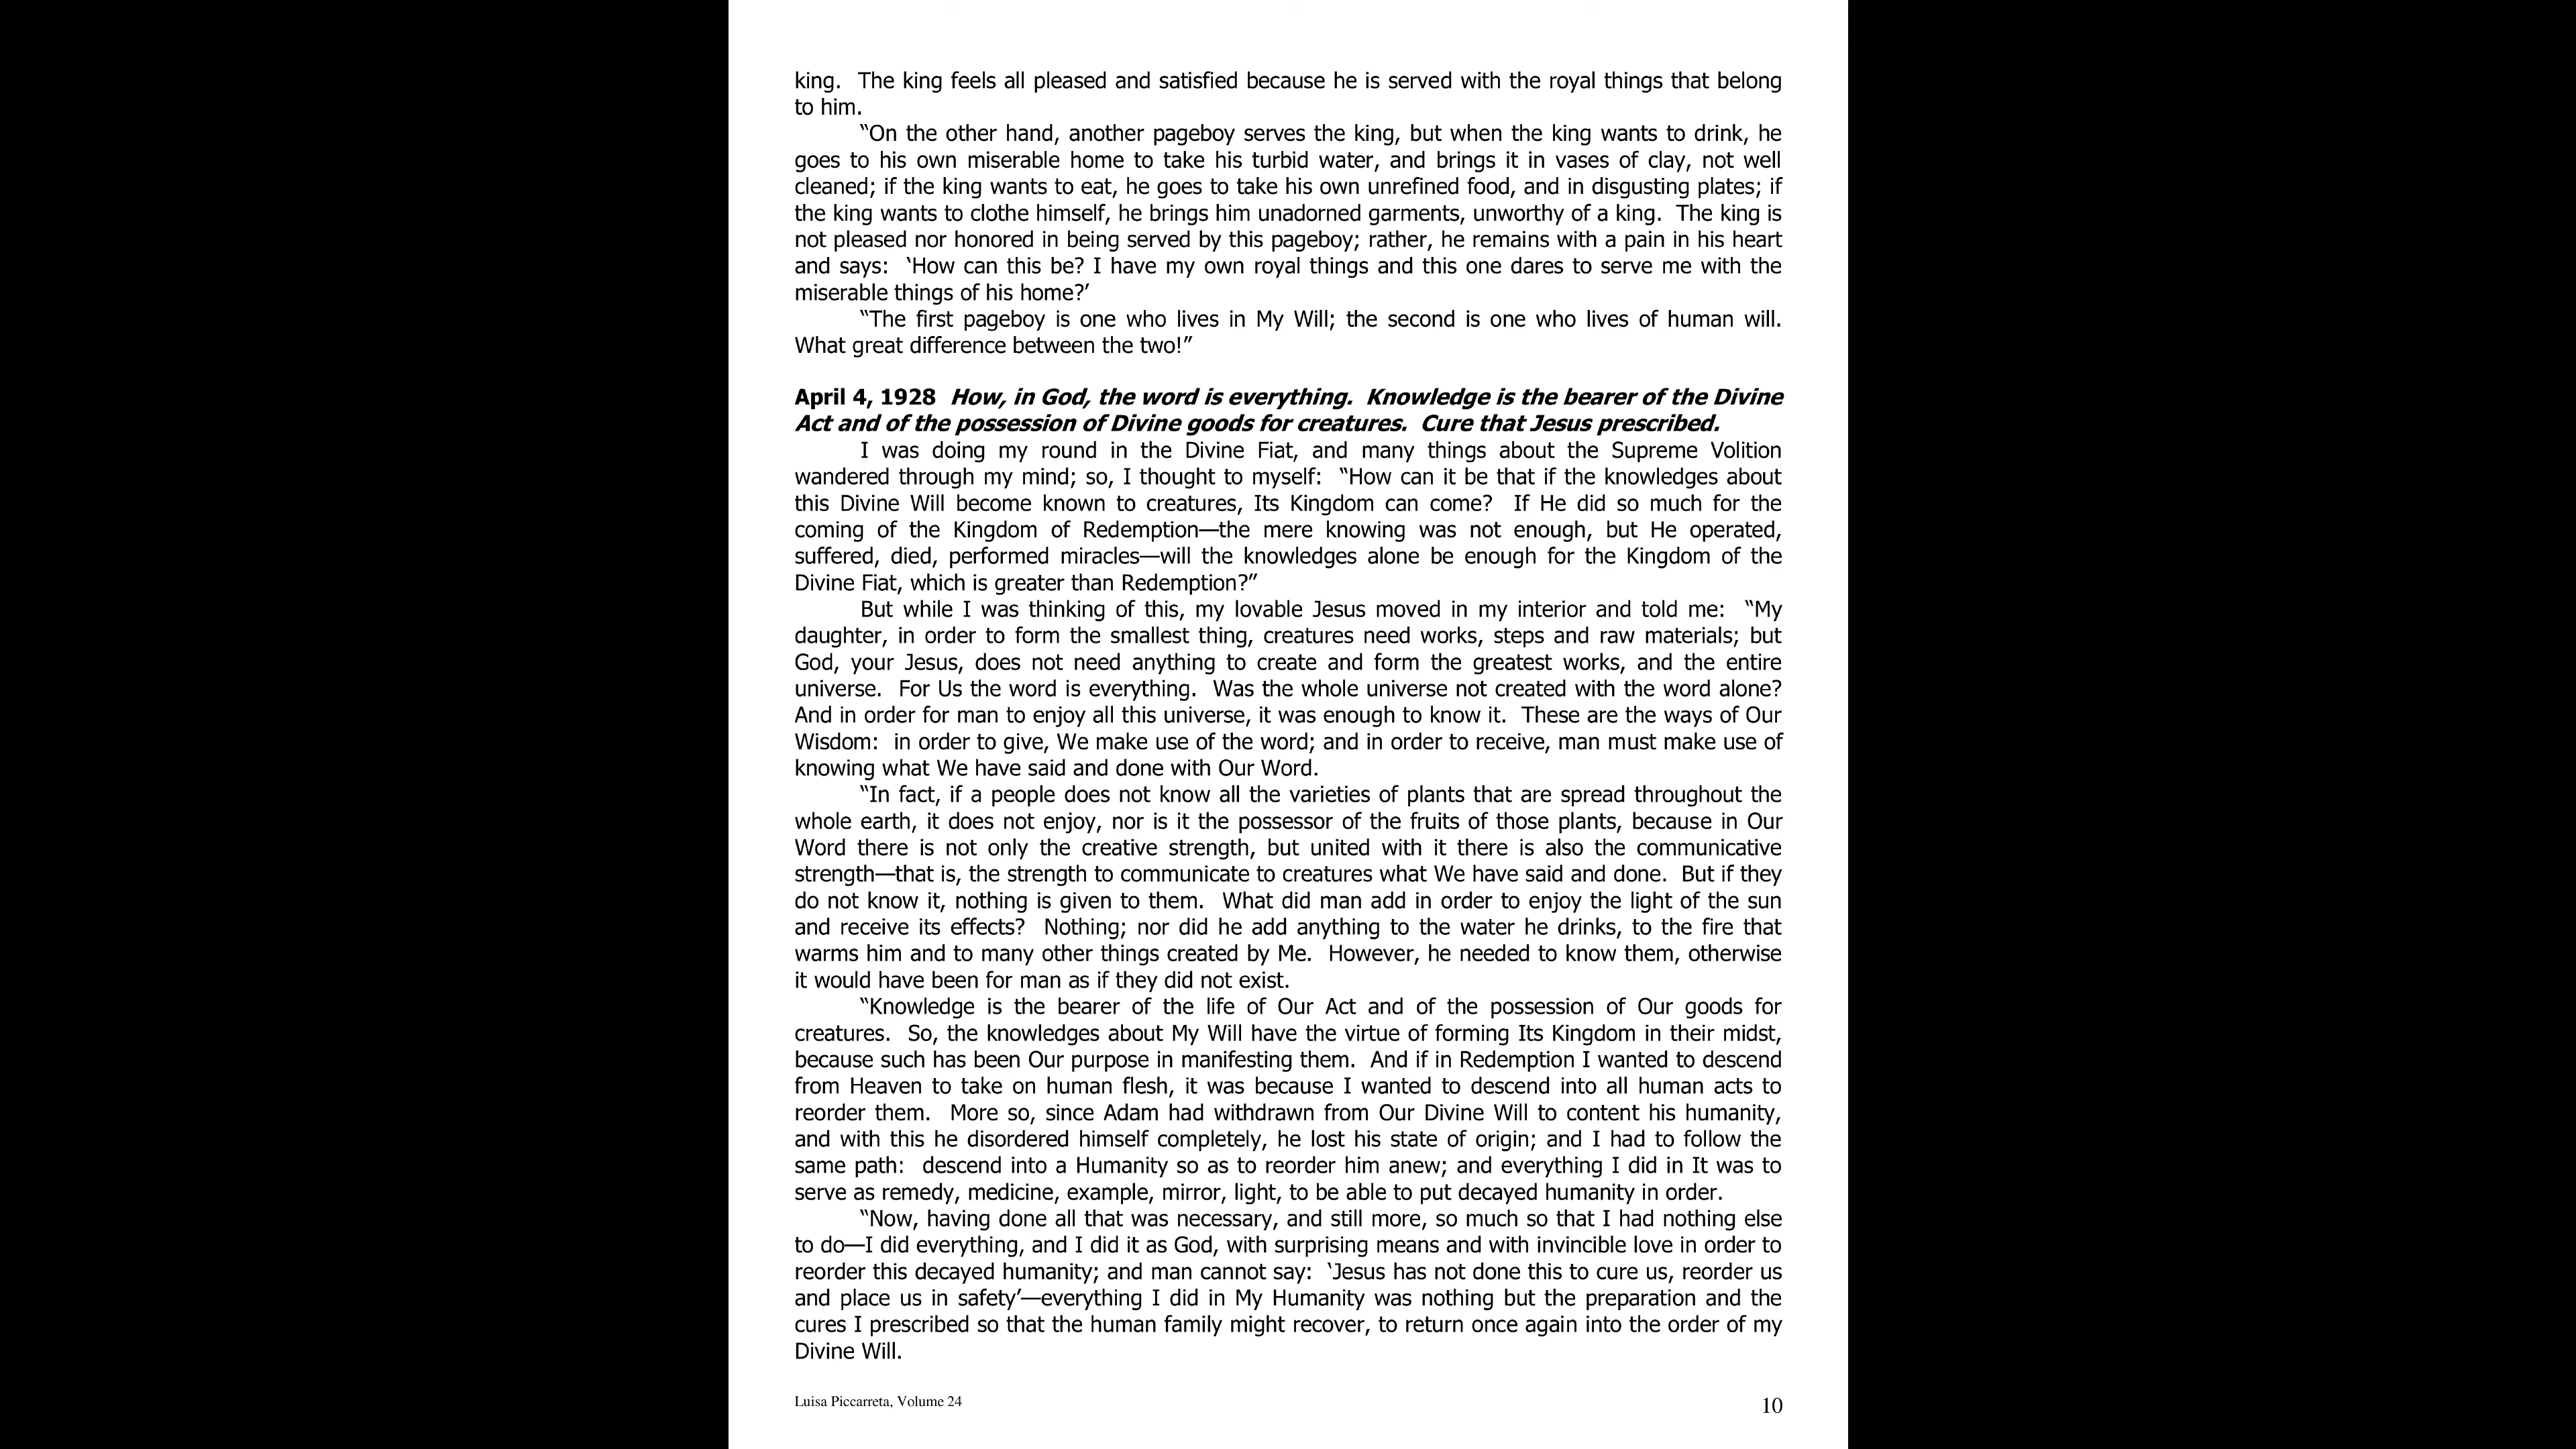 king.  The king feels all pleased and satisfied because he is served with the royal things that belong
to him.
“On the other hand, another pageboy serves the king, but when the king wants to drink, he
goes to his own miserable home to take his turbid water, and brings it in vases of clay, not well
cleaned; if the king wants to eat, he goes to take his own unrefined food, and in disgusting plates; if
the king wants to clothe himself, he brings him unadorned garments, unworthy of a king.  The king is
not pleased nor honored in being served by this pageboy; rather, he remains with a pain in his heart
and says:  ‘How can this be? I have my own royal things and this one dares to serve me with the
miserable things of his home?’
“The first pageboy is one who lives in My Will; the second is one who lives of human will.
What great difference between the two!”
April 4, 1928  How, in God, the word is everything.  Knowledge is the bearer of the Divine
Act and of the possession of Divine goods for creatures.  Cure that Jesus prescribed.
I was doing my round in the Divine Fiat, and many things about the Supreme Volition
wandered through my mind; so, I thought to myself:  “How can it be that if the knowledges about
this Divine Will become known to creatures, Its Kingdom can come?  If He did so much for the
coming of the Kingdom of Redemption—the mere knowing was not enough, but He operated,
suffered, died, performed miracles—will the knowledges alone be enough for the Kingdom of the
Divine Fiat, which is greater than Redemption?”
But while I was thinking of this, my lovable Jesus moved in my interior and told me:  “My
daughter, in order to form the smallest thing, creatures need works, steps and raw materials; but
God, your Jesus, does not need anything to create and form the greatest works, and the entire
universe.  For Us the word is everything.  Was the whole universe not created with the word alone?
And in order for man to enjoy all this universe, it was enough to know it.  These are the ways of Our
Wisdom:  in order to give, We make use of the word; and in order to receive, man must make use of
knowing what We have said and done with Our Word.
“In fact, if a people does not know all the varieties of plants that are spread throughout the
whole earth, it does not enjoy, nor is it the possessor of the fruits of those plants, because in Our
Word there is not only the creative strength, but united with it there is also the communicative
strength—that is, the strength to communicate to creatures what We have said and done.  But if they
do not know it, nothing is given to them.  What did man add in order to enjoy the light of the sun
and receive its effects?  Nothing; nor did he add anything to the water he drinks, to the fire that
warms him and to many other things created by Me.  However, he needed to know them, otherwise
it would have been for man as if they did not exist.
“Knowledge is the bearer of the life of Our Act and of the possession of Our goods for
creatures.  So, the knowledges about My Will have the virtue of forming Its Kingdom in their midst,
because such has been Our purpose in manifesting them.  And if in Redemption I wanted to descend
from Heaven to take on human flesh, it was because I wanted to descend into all human acts to
reorder them.  More so, since Adam had withdrawn from Our Divine Will to content his humanity,
and with this he disordered himself completely, he lost his state of origin; and I had to follow the
same path:  descend into a Humanity so as to reorder him anew; and everything I did in It was to
serve as remedy, medicine, example, mirror, light, to be able to put decayed humanity in order.
“Now, having done all that was necessary, and still more, so much so that I had nothing else
to do—I did everything, and I did it as God, with surprising means and with invincible love in order to
reorder this decayed humanity; and man cannot say:  ‘Jesus has not done this to cure us, reorder us
and place us in safety’—everything I did in My Humanity was nothing but the preparation and the
cures I prescribed so that the human family might recover, to return once again into the order of my
Divine Will.
Luisa Piccarreta, Volume 24
10